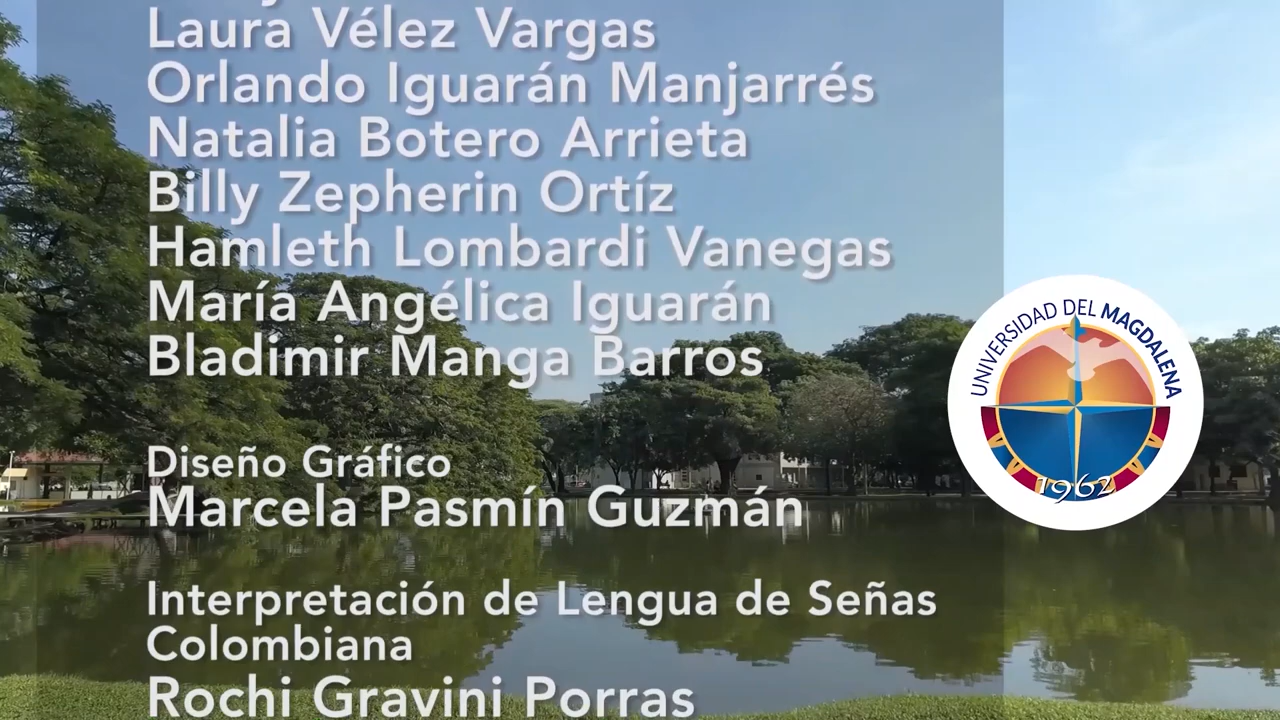 Laura Vélez Vargas
Orlando Iguarán Manjarrés
Natalia Botero Arrieta
Billy Zepherin Ortíz
Hamleth Lombardi Vanegas
María Angélica Iguarán
Bladimir Manga Barros
Diseño Gráfico
Marcela Pasmín Guzmán
Interpretación de Lengua de Señas
Colombiana
Rochi Gravini Porras
UNIVERSIDAD DEL MAGDALENA
1962